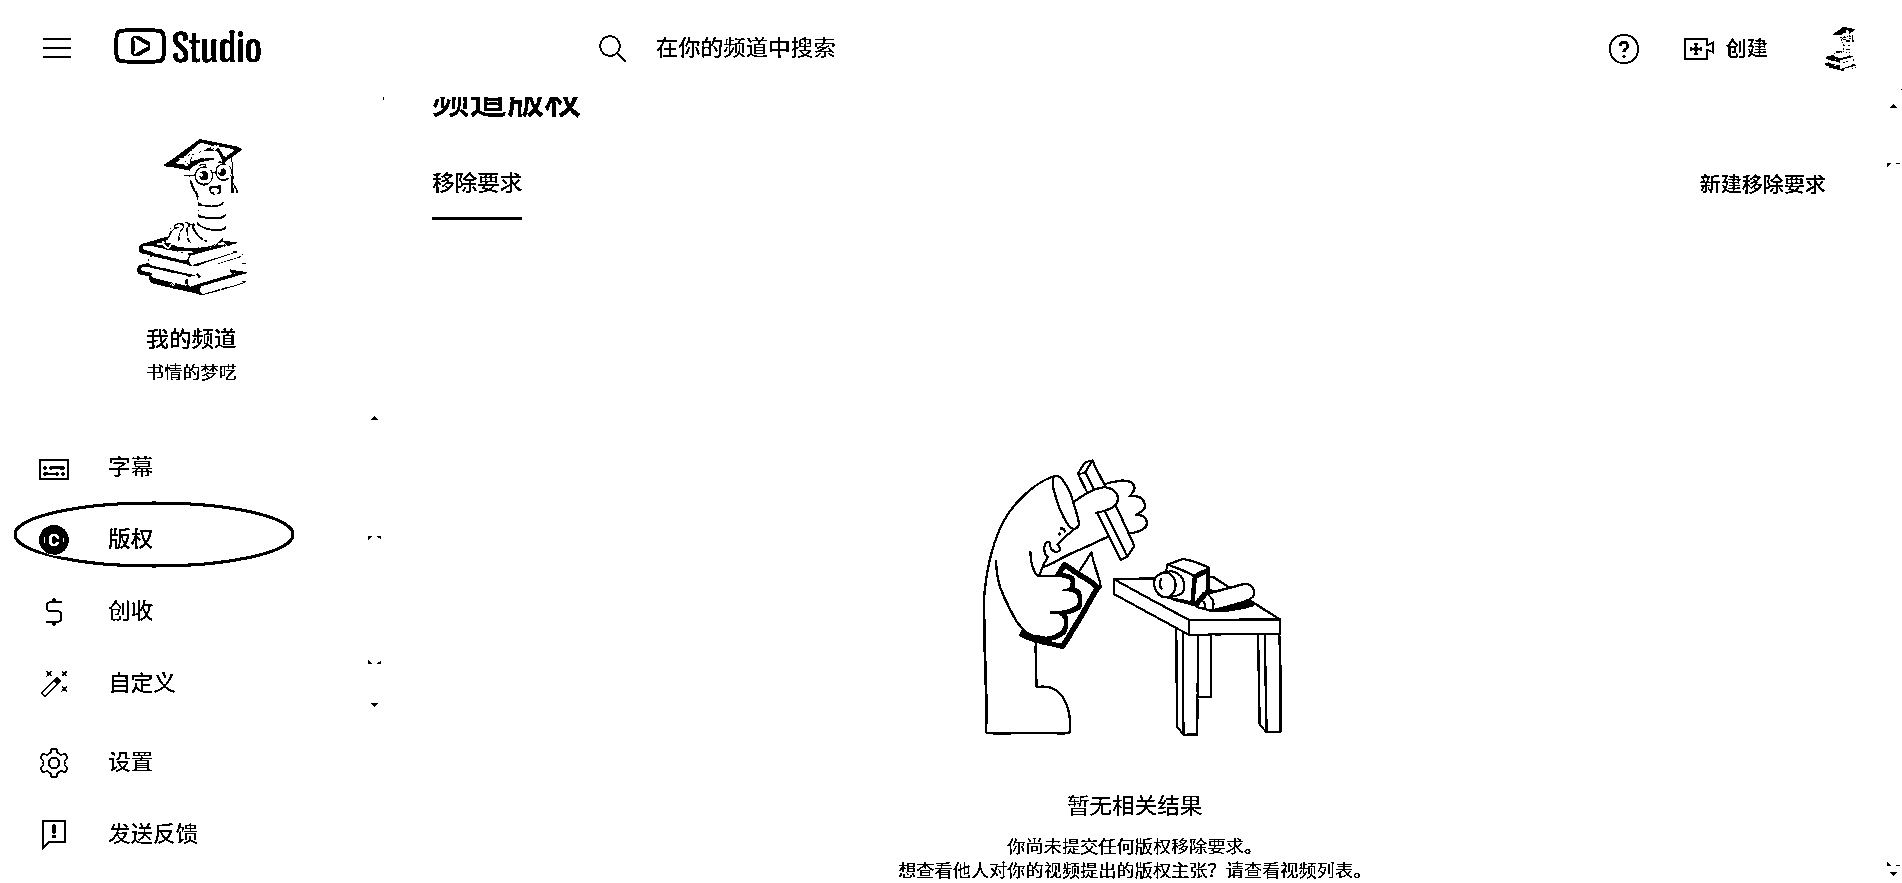 Studio
在你的频道中搜索
创建
频道版权
移除要求
新建移除要求
我的频道
书情的梦呓
字幕
版权
创收
自定义
设置
发送反馈
暂无相关结果
你尚未提交任何版权移除要求。
想查看他人对你的视频提出的版权主张？请查看视频列表。